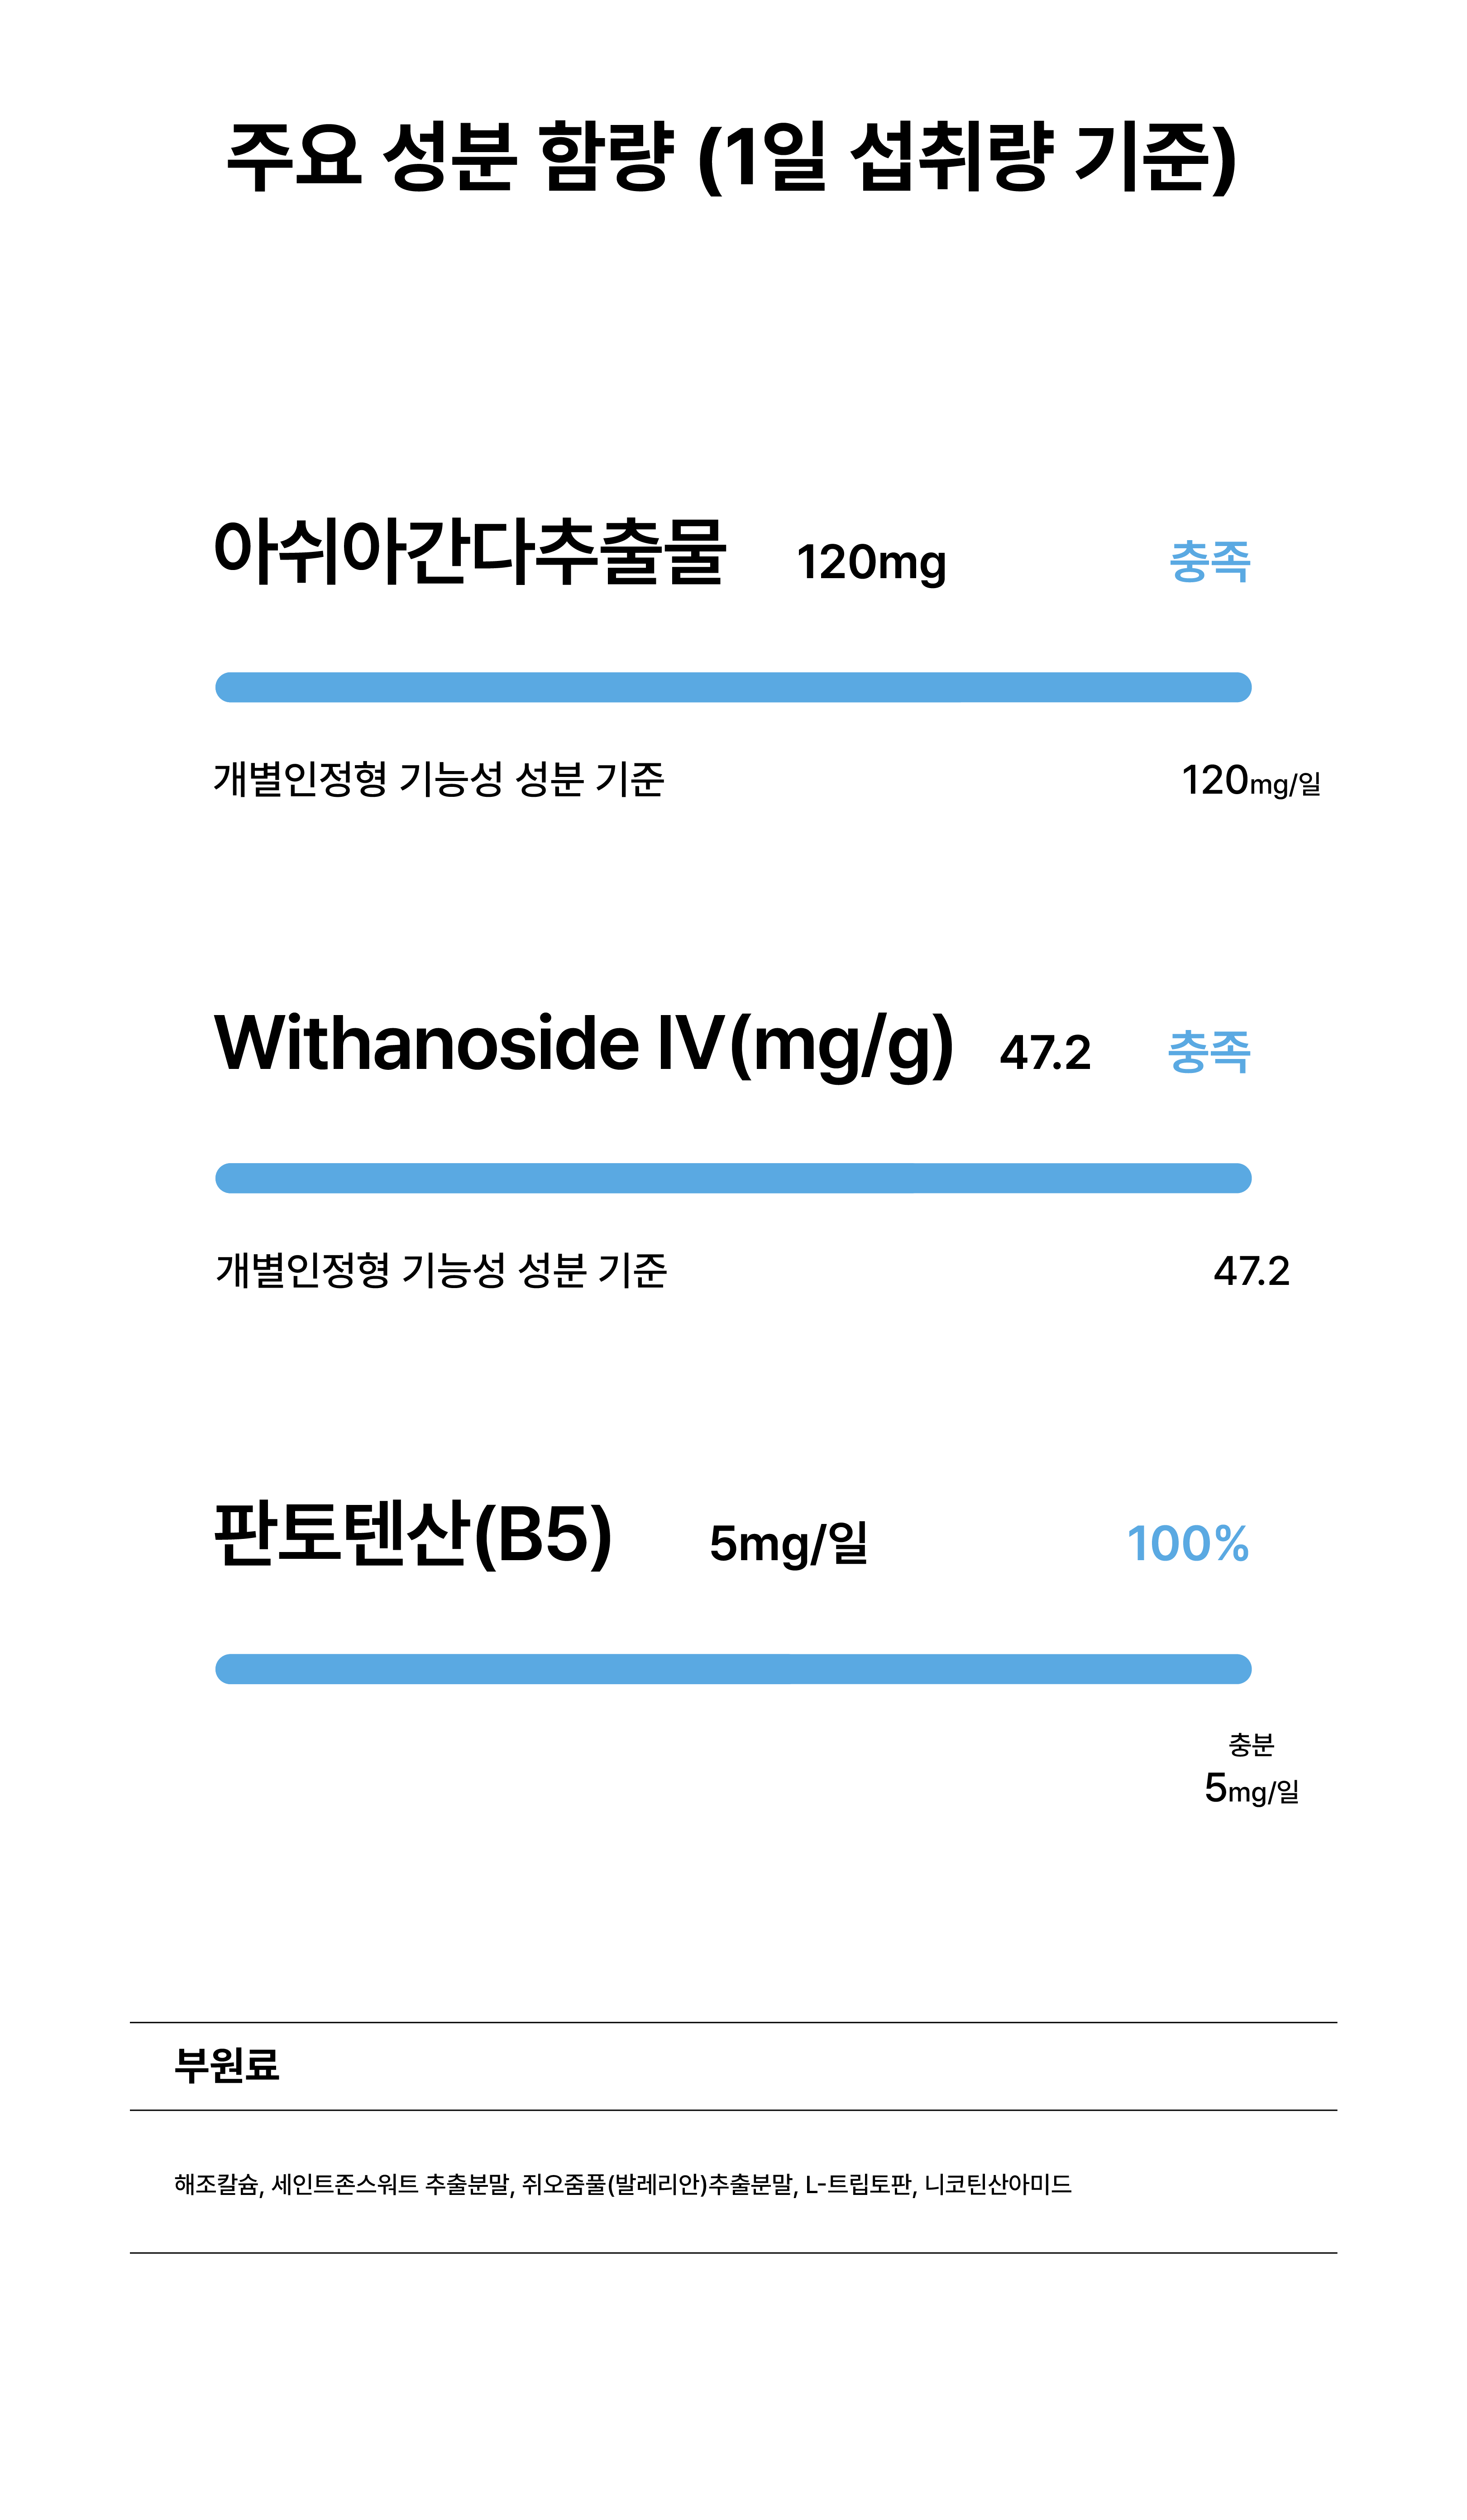 주요 성분 함량 (1일 섭취량 기준)
아쉬아간다추출물 120mg 충족
개별인정형 기능성 성분 기준 120mg/일
Withanoside IV(mg/g) 47.2 충족
개별인정형 기능성 성분 기준 47.2
판토텐산(B5) 5mg/일 100%
충분
5mg/일
부원료
해조칼슘, 세인트존스위트 추출분말, 쥐오줌풀(발레리안)추출분말, L-트립토판, 니코틴산아미드